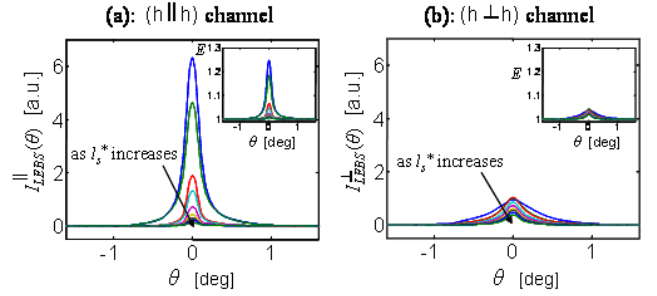 (a): (h ∥ h) channel
I∥LEBS(θ) [a.u.]
6
4
2
0
-1
0
1
θ [deg]
as ls* increases
E
1.3
1.2
1.1
1
-1
0
1
θ [deg]
(b): (h ⊥ h) channel
I⊥LEBS(θ) [a.u.]
6
4
2
0
-1
0
1
θ [deg]
as ls* increases
E
1.3
1.2
1.1
1
-1
0
1
θ [deg]